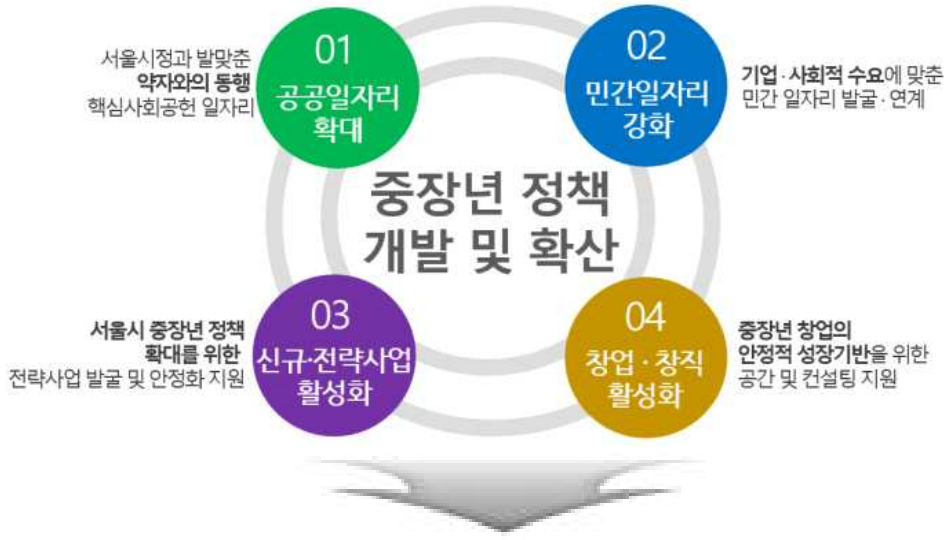 서울시정과 발맞춘
약자와의 동행
핵심사회공헌 일자리
01
공공일자리
확대
02
민간일자리
강화
기업·사회적 수요에 맞춘
민간 일자리 발굴·연계
중장년 정책
개발 및 확산
서울시 중장년 정책
확대를 위한
전략사업 발굴 및 안정화 지원
03
신규·전략사업
활성화
04
창업·창직
활성화
중장년 창업의
안정적 성장기반을 위한
공간 및 컨설팅 지원